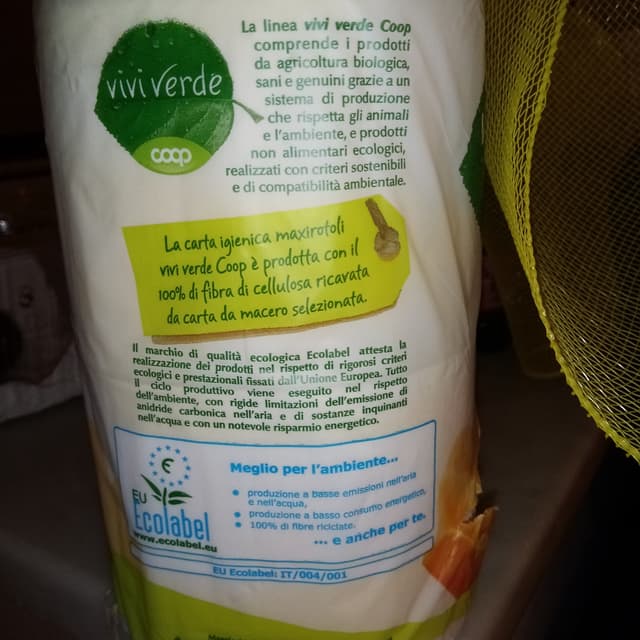 vivi verde
coop
La linea vivi verde Coop
comprende i prodotti
da agricoltura biologica,
sani e genuini grazie a un
sistema di produzione
che rispetta gli animali
e l'ambiente, e prodotti
non alimentari ecologici,
realizzati con criteri sostenibili
e di compatibilità ambientale.
La carta igienica maxirotoli
vivi verde Coop è prodotta con il
100% di fibra di cellulosa ricavata
da carta da macero selezionata.
Il marchio di qualità ecologica Ecolabel attesta la
realizzazione dei prodotti nel rispetto di rigorosi criteri
ecologici e prestazionali fissati dall'Unione Europea. Tutto
il ciclo produttivo viene eseguito nel rispetto
dell'ambiente, con rigide limitazioni dell'emissione di
anidride carbonica nell'aria e di sostanze inquinanti
nell'acqua e con un notevole risparmio energetico.
EU
Ecolabel
www.ecolabel.eu
Meglio per l'ambiente...
• produzione a basse emissioni nell'aria
e nell'acqua,
• produzione a basso consumo energetico,
• 100% di fibre riciclate.
... e anche per te.
EU Ecolabel: IT/004/001